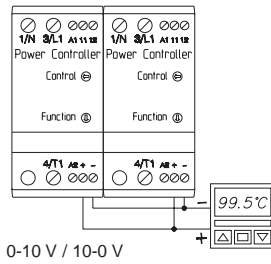 1/N 3/L1 A1 11 12 1/N 3/L1 A1 11 12
Power Controller Power Controller
Control Control
Function Function
4/T1 A2 + - 4/T1 A2 + -
99.5°C
- 
+
0-10 V / 10-0 V